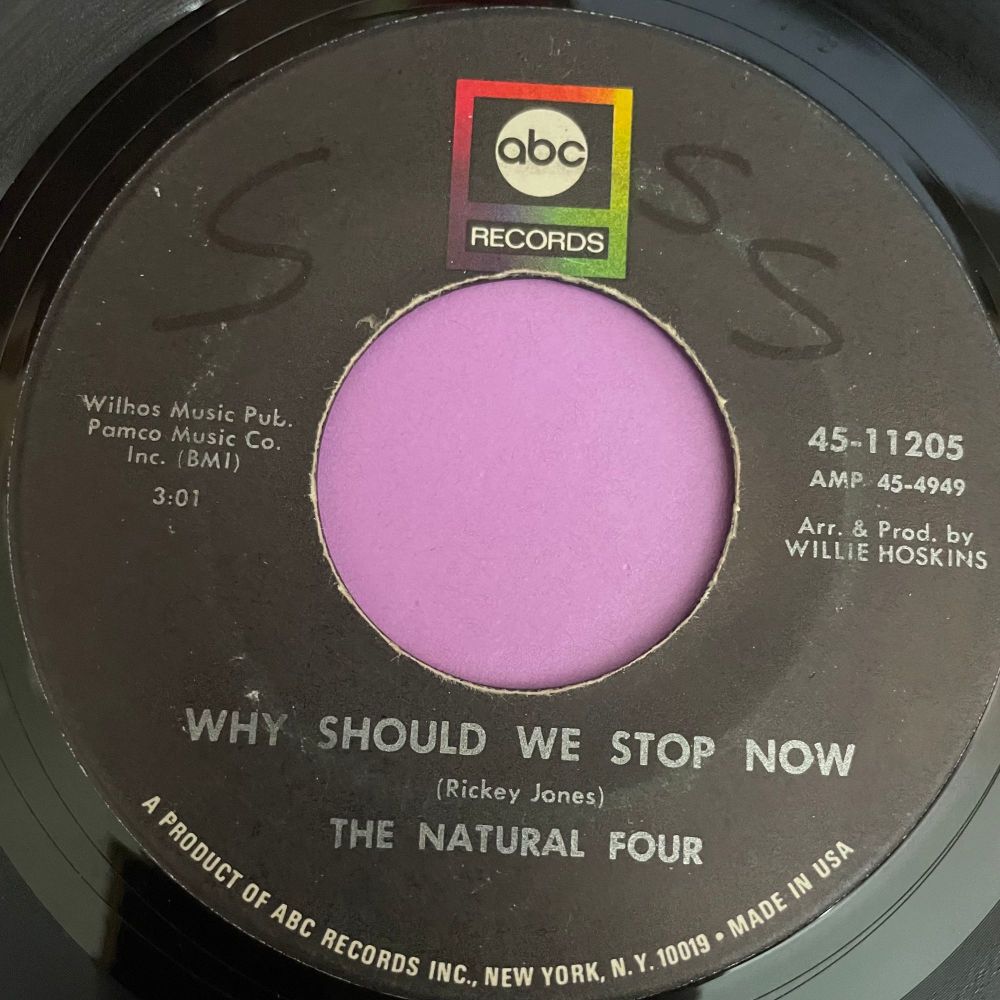 abc
RECORDS
S S S
Wilhos Music Pub.
Pamco Music Co.
Inc. (BMI)
3:01
45-11205
AMP 45-4949
Arr. & Prod. by
WILLIE HOSKINS
WHY SHOULD WE STOP NOW
(Rickey Jones)
THE NATURAL FOUR
A PRODUCT OF ABC RECORDS INC., NEW YORK, N.Y. 10019 • MADE IN USA